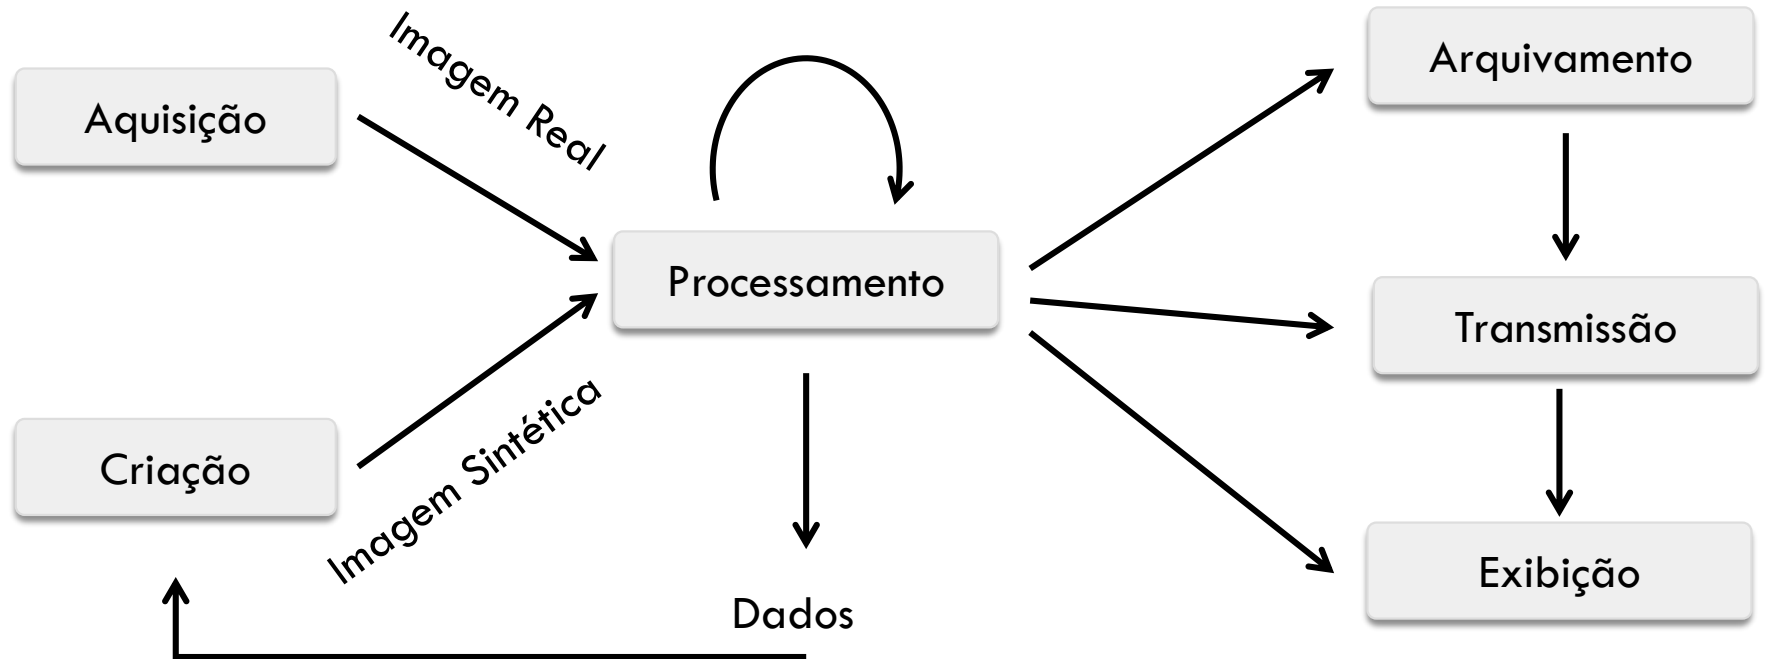 Imagem Real
Aquisição
Arquivamento
Processamento
Transmissão
Criação
Imagem Sintética
Exibição
Dados